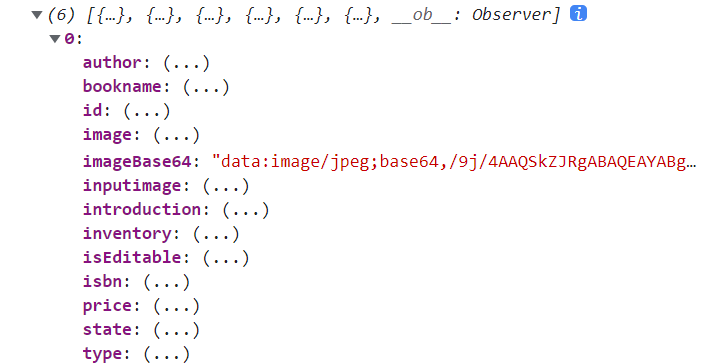 ▼(6) [{…}, {…}, {…}, {…}, {…}, {…}, __ob__: Observer] i
▼0:
author: (...)
bookname: (...)
id: (...)
image: (...)
imageBase64: "data:image/jpeg;base64,/9j/4AAQSkZJRgABAQEAYABg…
inputimage: (...)
introduction: (...)
inventory: (...)
isEditable: (...)
isbn: (...)
price: (...)
state: (...)
type: (...)